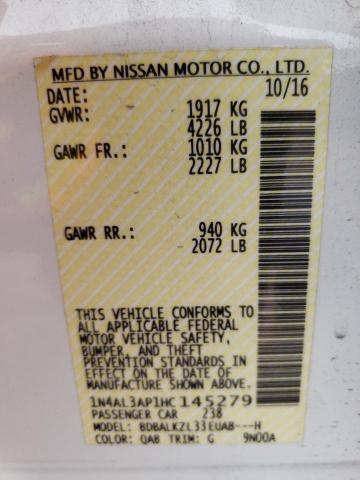 MFD BY NISSAN MOTOR CO., LTD.
DATE: 10/16
GVWR: 1917 KG
4226 LB
GAWR FR.: 1010 KG
2227 LB
GAWR RR.: 940 KG
2072 LB
THIS VEHICLE CONFORMS TO
ALL APPLICABLE FEDERAL
MOTOR VEHICLE SAFETY,
BUMPER, AND THEFT
PREVENTION STANDARDS IN
EFFECT ON THE DATE OF
MANUFACTURE SHOWN ABOVE.
1N4AL3AP1HC145279
PASSENGER CAR 238
MODEL: BDBALKZL33EUA8---H
COLOR: QAB TRIM: G 9N00A